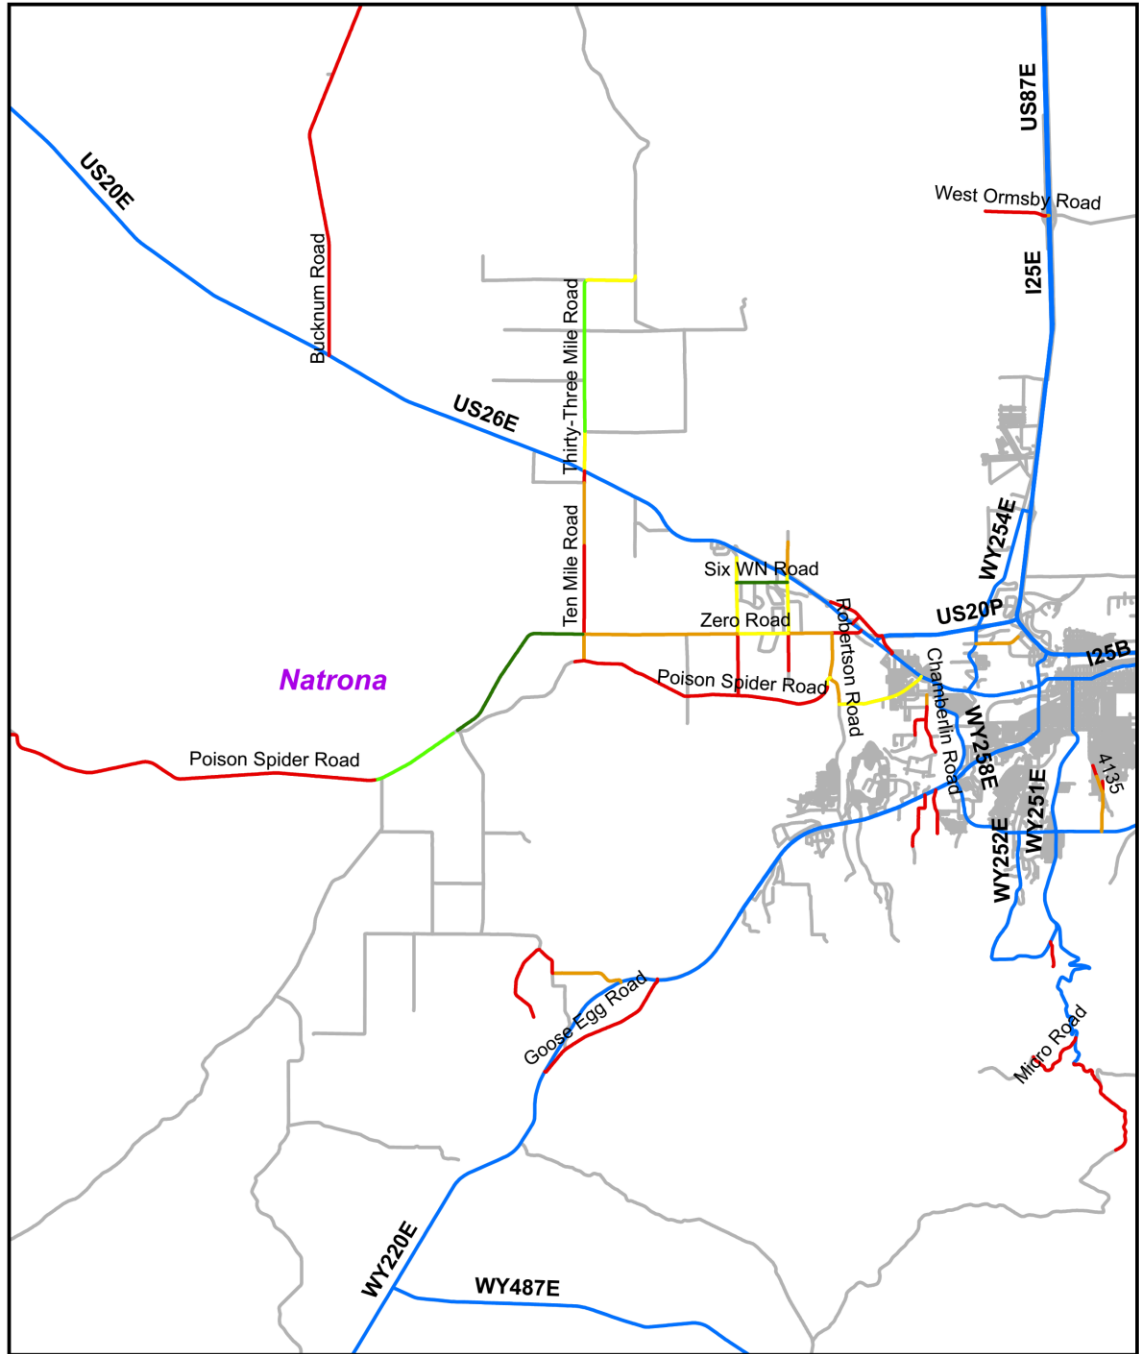 US87E
US20E
West Ormsby Road
I25E
Bucknum Road
Thirty-Three Mile Road
US26E
WY254E
Ten Mile Road
Six WN Road
Zero Road
Robertson Road
US20P
I25B
Natrona
Poison Spider Road
Chamberlin Road
Poison Spider Road
WY258E
4135
WY251E
WY252E
Goose Egg Road
Micro Road
WY220E
WY487E